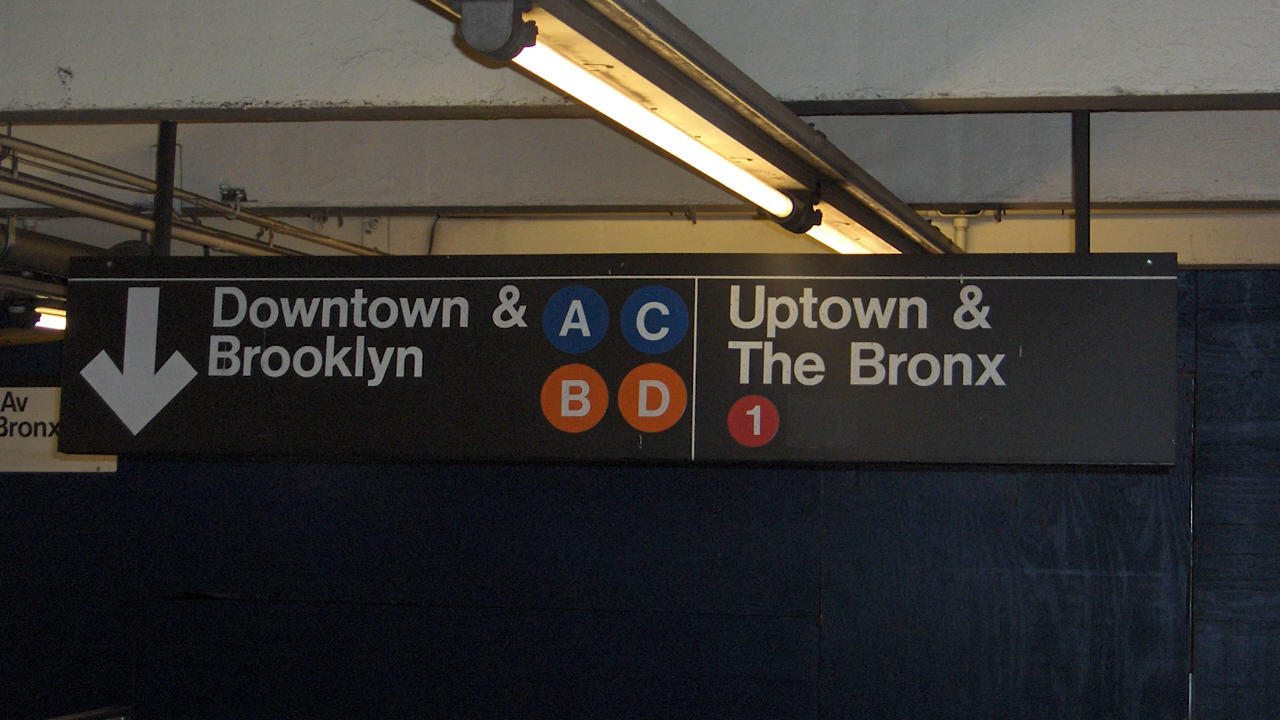 Downtown & A C
Brooklyn B D
Uptown &
The Bronx
1
Av
Bronx